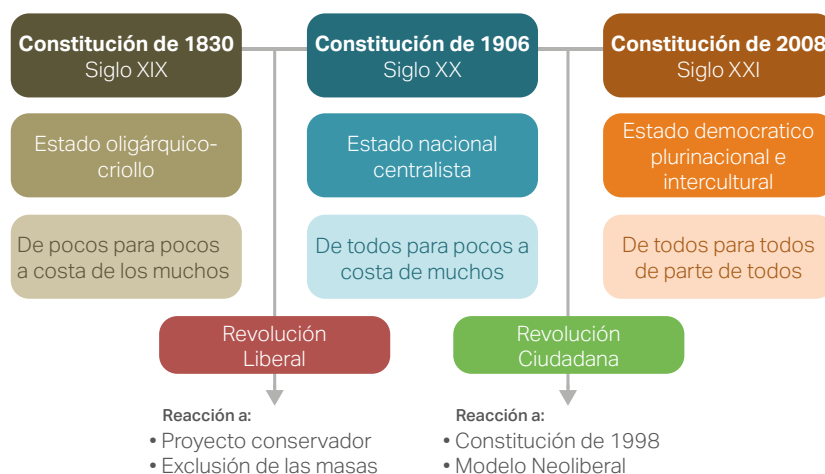 Constitución de 1830
Siglo XIX
Constitución de 1906
Siglo XX
Constitución de 2008
Siglo XXI
Estado oligárquico-
criollo
Estado nacional
centralista
Estado democratico
plurinacional e
intercultural
De pocos para pocos
a costa de los muchos
De todos para pocos a
costa de muchos
De todos para todos
de parte de todos
Revolución
Liberal
Revolución
Ciudadana
Reacción a:
• Proyecto conservador
• Exclusión de las masas
Reacción a:
• Constitución de 1998
• Modelo Neoliberal